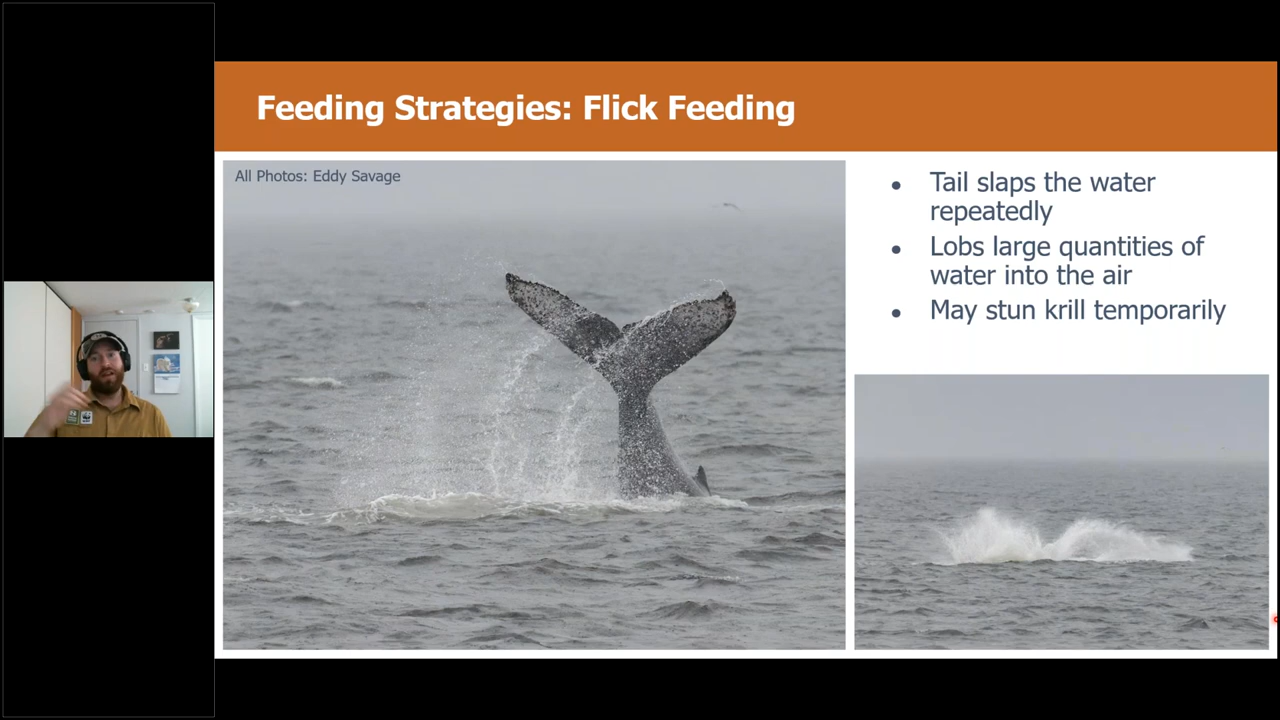 Feeding Strategies: Flick Feeding
All Photos: Eddy Savage
• Tail slaps the water
repeatedly
• Lobs large quantities of
water into the air
• May stun krill temporarily